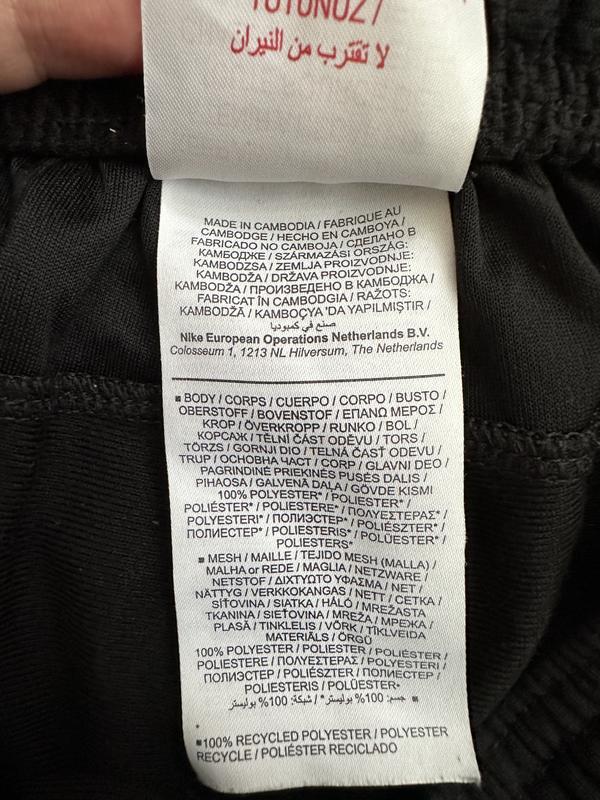 لا تقترب من النيران
MADE IN CAMBODIA / FABRIQUE AU
CAMBODGE / HECHO EN CAMBOYA /
FABRICADO NO CAMBOJA / СДЕЛАНО В
КАМБОДЖЕ / SZÁRMAZÁSI ORSZÁG:
KAMBODZSA / ZEMLJA PROIZVODNJE:
KAMBODŽA / DRŽAVA PROIZVODNJE:
KAMBODŽA / ПРОИЗВЕДЕНО В КАМБОДЖА /
FABRICAT ÎN CAMBODGIA / RAŽOTS:
KAMBODŽĀ / KAMBOÇYA 'DA YAPILMIŞTIR /
صنع في كمبوديا
Nike European Operations Netherlands B.V.
Colosseum 1, 1213 NL Hilversum, The Netherlands
■ BODY / CORPS / CUERPO / CORPO / BUSTO /
OBERSTOFF / BOVENSTOF / ΕΠΑΝΩ ΜΕΡΟΣ /
KROP / ÖVERKROPP / RUNKO / BOL /
КОРСАЖ / TĚLNÍ ČÁST ODĚVU / TORS /
TÖRZS / GORNJI DIO / TELNÁ ČASŤ ODEVU /
TRUP / ОСНОВНА ЧАСТ / CORP / GLAVNI DEO /
PAGRINDINĖ PRIEKINĖS PUSĖS DALIS /
PIHAOSA / GALVENĀ DAĻA / GÖVDE KISMI
100% POLYESTER* / POLIESTER* /
POLIÉSTER* / POLIESTERE* / ΠΟΛΥΕΣΤΕΡΑΣ* /
POLYESTERI* / ПОЛИЭСТЕР* / POLIÉSZTER* /
ПОЛИЕСТЕР* / POLIESTERIS* / POLÜESTER* /
POLIESTERS*
■ MESH / MAILLE / TEJIDO MESH (MALLA) /
MALHA or REDE / MAGLIA / NETZWARE /
NETSTOF / ΔΙΧΤΥΩΤΟ ΥΦΑΣΜΑ / NET /
NÄTTYG / VERKKOKANGAS / NETT / СЕТКА /
SÍŤOVINA / SIATKA / HÁLÓ / MREŽASTA
TKANINA / SIEŤOVINA / MREŽA / МРЕЖА /
PLASĂ / TINKLELIS / VÕRK / TĪKLVEIDA
MATERIĀLS / ÖRGÜ
100% POLYESTER / POLIESTER / POLIÉSTER /
POLIESTERE / ΠΟΛΥΕΣΤΕΡΑΣ / POLYESTERI /
ПОЛИЭСТЕР / POLIÉSZTER / ПОЛИЕСТЕР /
POLIESTERIS / POLÜESTER*
■ جسم: 100% بوليستر* / شبكة: 100% بوليستر
*
■100% RECYCLED POLYESTER / POLYESTER
RECYCLE / POLIÉSTER RECICLADO